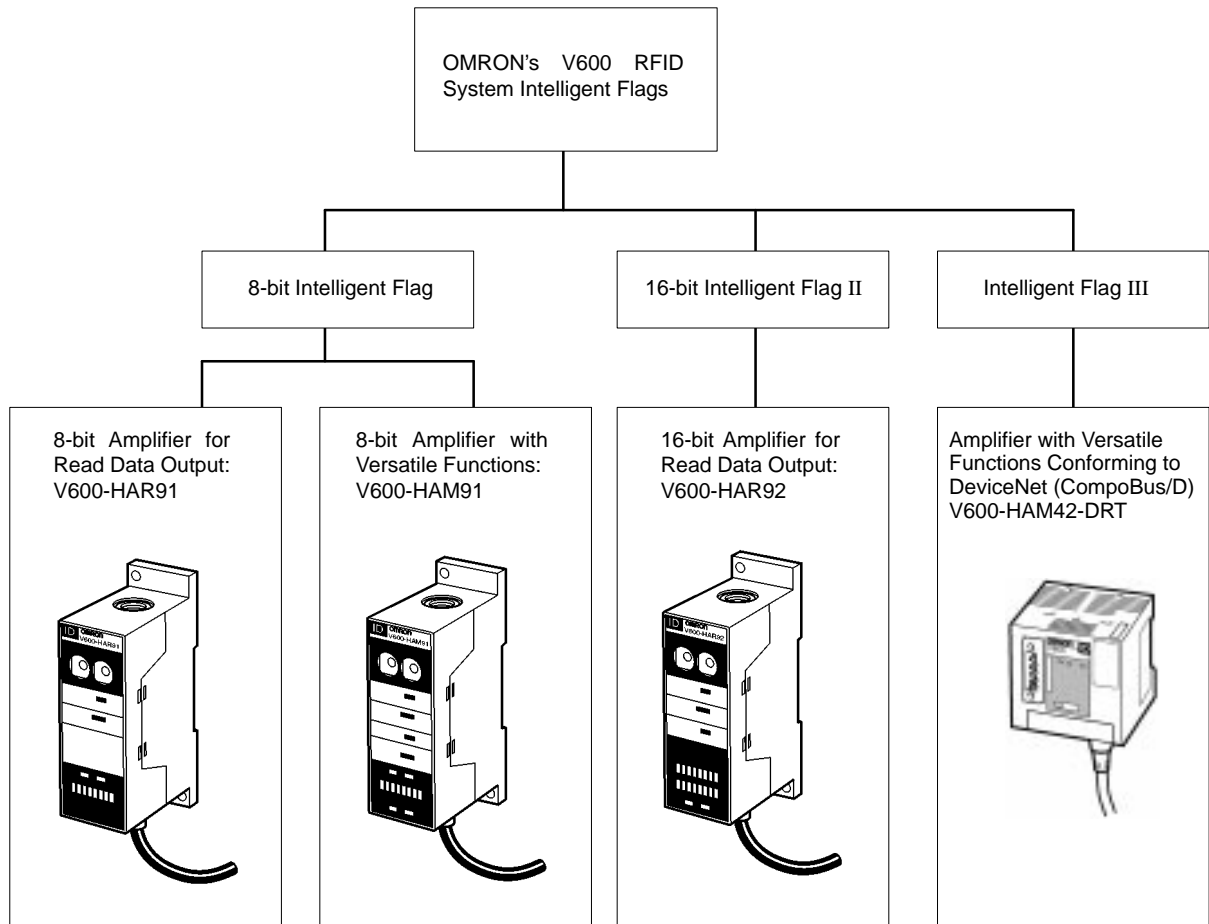 OMRON's V600 RFID
System Intelligent Flags
8-bit Intelligent Flag
16-bit Intelligent Flag II
Intelligent Flag III
8-bit Amplifier for
Read Data Output:
V600-HAR91
8-bit Amplifier with
Versatile Functions:
V600-HAM91
16-bit Amplifier for
Read Data Output:
V600-HAR92
Amplifier with Versatile
Functions Conforming to
DeviceNet (CompoBus/D)
V600-HAM42-DRT
ID OMRON
V600-HAR91
ID OMRON
V600-HAM91
ID OMRON
V600-HAR92